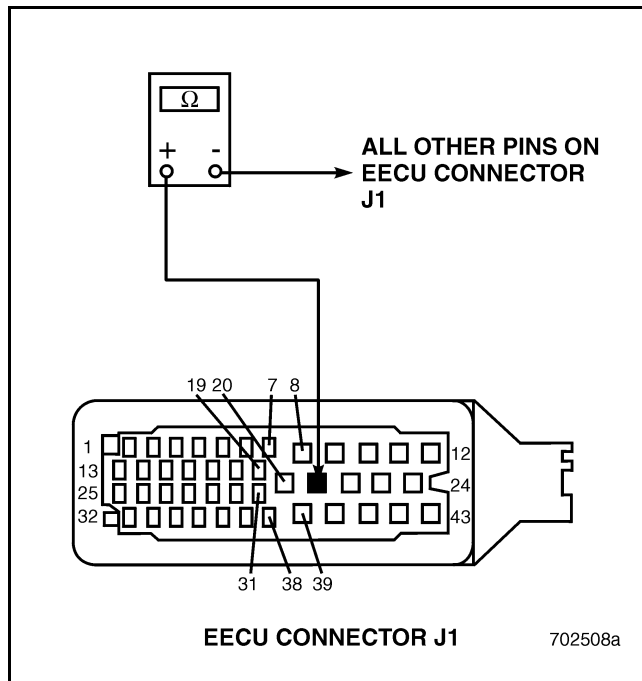 Ω
+ -
ALL OTHER PINS ON
EECU CONNECTOR
J1
19 20 7 8
1 12
13 24
25
32 43
31 38 39
EECU CONNECTOR J1 702508a